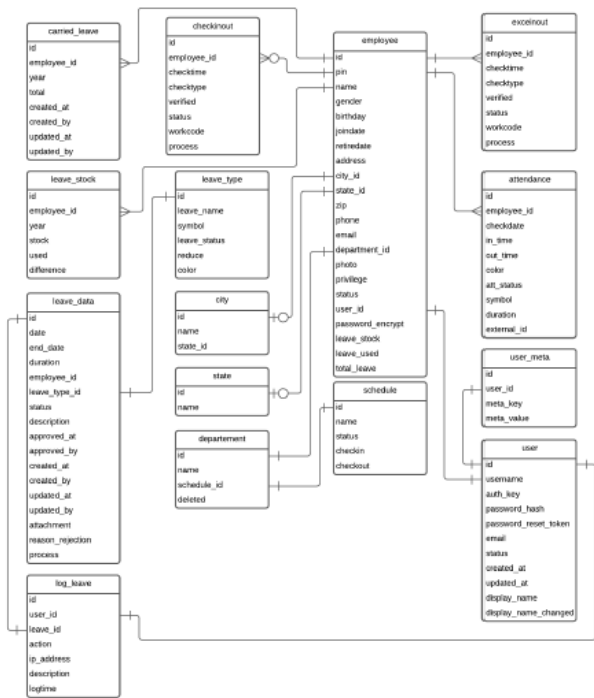 carried_leave
id
employee_id
year
total
created_at
created_by
updated_at
updated_by
checkinout
id
employee_id
checktime
checktype
verified
status
workcode
process
employee
id
pin
name
gender
birthday
joindate
retiredate
address
city_id
state_id
zip
phone
email
department_id
photo
privilege
status
user_id
password_encrypt
leave_stock
leave_used
total_leave
exceinout
id
employee_id
checktime
checktype
verified
status
workcode
process
leave_stock
id
employee_id
year
stock
used
difference
leave_type
id
leave_name
symbol
leave_status
reduce
color
attendance
id
employee_id
checkdate
in_time
out_time
color
att_status
symbol
duration
external_id
leave_data
id
date
end_date
duration
employee_id
leave_type_id
status
description
approved_at
approved_by
created_at
created_by
updated_at
updated_by
attachment
reason_rejection
process
city
id
name
state_id
state
id
name
departement
id
name
schedule_id
deleted
schedule
id
name
status
checkin
checkout
user_meta
id
user_id
meta_key
meta_value
user
id
username
auth_key
password_hash
password_reset_token
email
status
created_at
updated_at
display_name
display_name_changed
log_leave
id
user_id
leave_id
action
ip_address
description
logtime